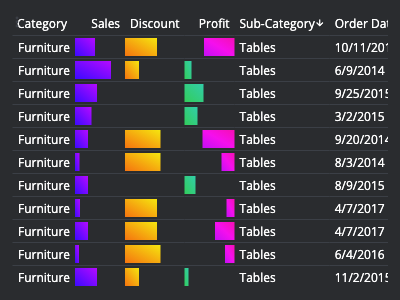 Category Sales Discount Profit Sub-Category↓ Order Dat
Furniture Tables 10/11/201
Furniture Tables 6/9/2014
Furniture Tables 9/25/2015
Furniture Tables 3/2/2015
Furniture Tables 9/20/2014
Furniture Tables 8/3/2014
Furniture Tables 8/9/2015
Furniture Tables 4/7/2017
Furniture Tables 4/7/2017
Furniture Tables 6/4/2016
Furniture Tables 11/2/2015